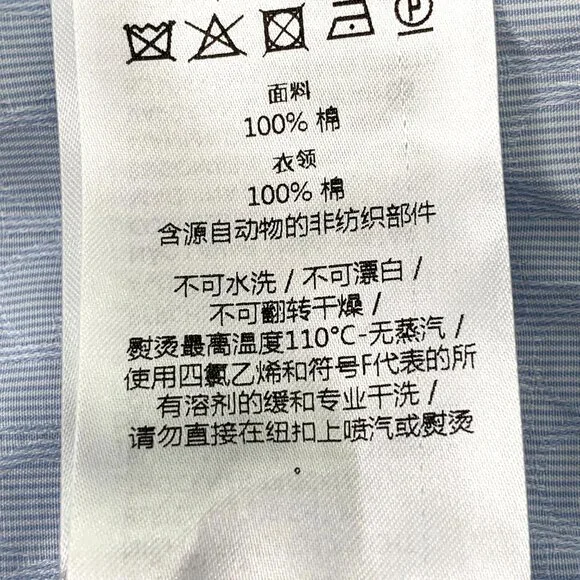 P
面料
100% 棉
衣领
100% 棉
含源自动物的非纺织部件
不可水洗 / 不可漂白 /
不可翻转干燥 /
熨烫最高温度110°C-无蒸汽 /
使用四氯乙烯和符号F代表的所
有溶剂的缓和专业干洗 /
请勿直接在纽扣上喷汽或熨烫
。